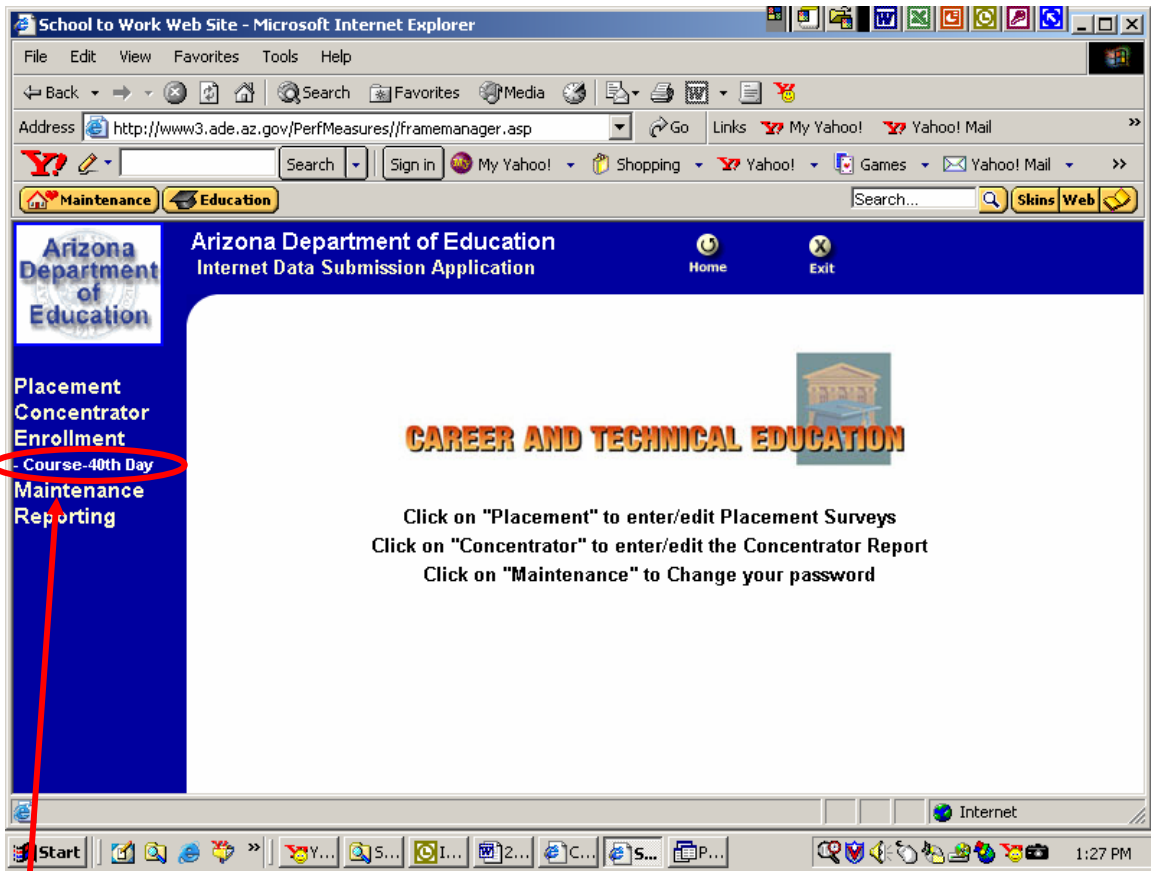 School to Work Web Site - Microsoft Internet Explorer
File Edit View Favorites Tools Help
Back Search Favorites Media
Address http://www3.ade.az.gov/PerfMeasures//framemanager.asp Go Links My Yahoo! Yahoo! Mail »
Y! Search Sign in My Yahoo! Shopping Yahoo! Games Yahoo! Mail »
Maintenance Education Search... Skins Web
Arizona Department of Education
Arizona Department of Education
Internet Data Submission Application
Home Exit
Placement
Concentrator
Enrollment
- Course-40th Day
Maintenance
Reporting
CAREER AND TECHNICAL EDUCATION
Click on "Placement" to enter/edit Placement Surveys
Click on "Concentrator" to enter/edit the Concentrator Report
Click on "Maintenance" to Change your password
Internet
Start » Y... S... I... 2... C... S... P... 1:27 PM